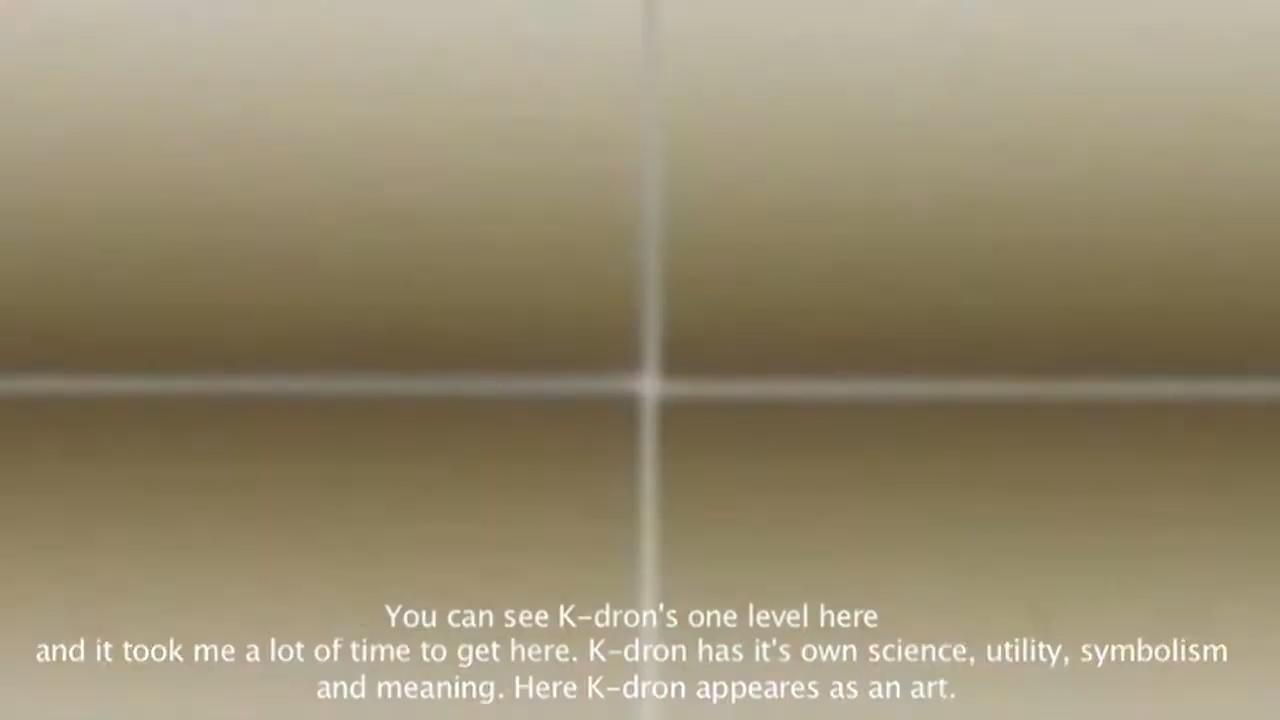 You can see K-dron's one level here
and it took me a lot of time to get here. K-dron has it's own science, utility, symbolism
and meaning. Here K-dron appeares as an art.